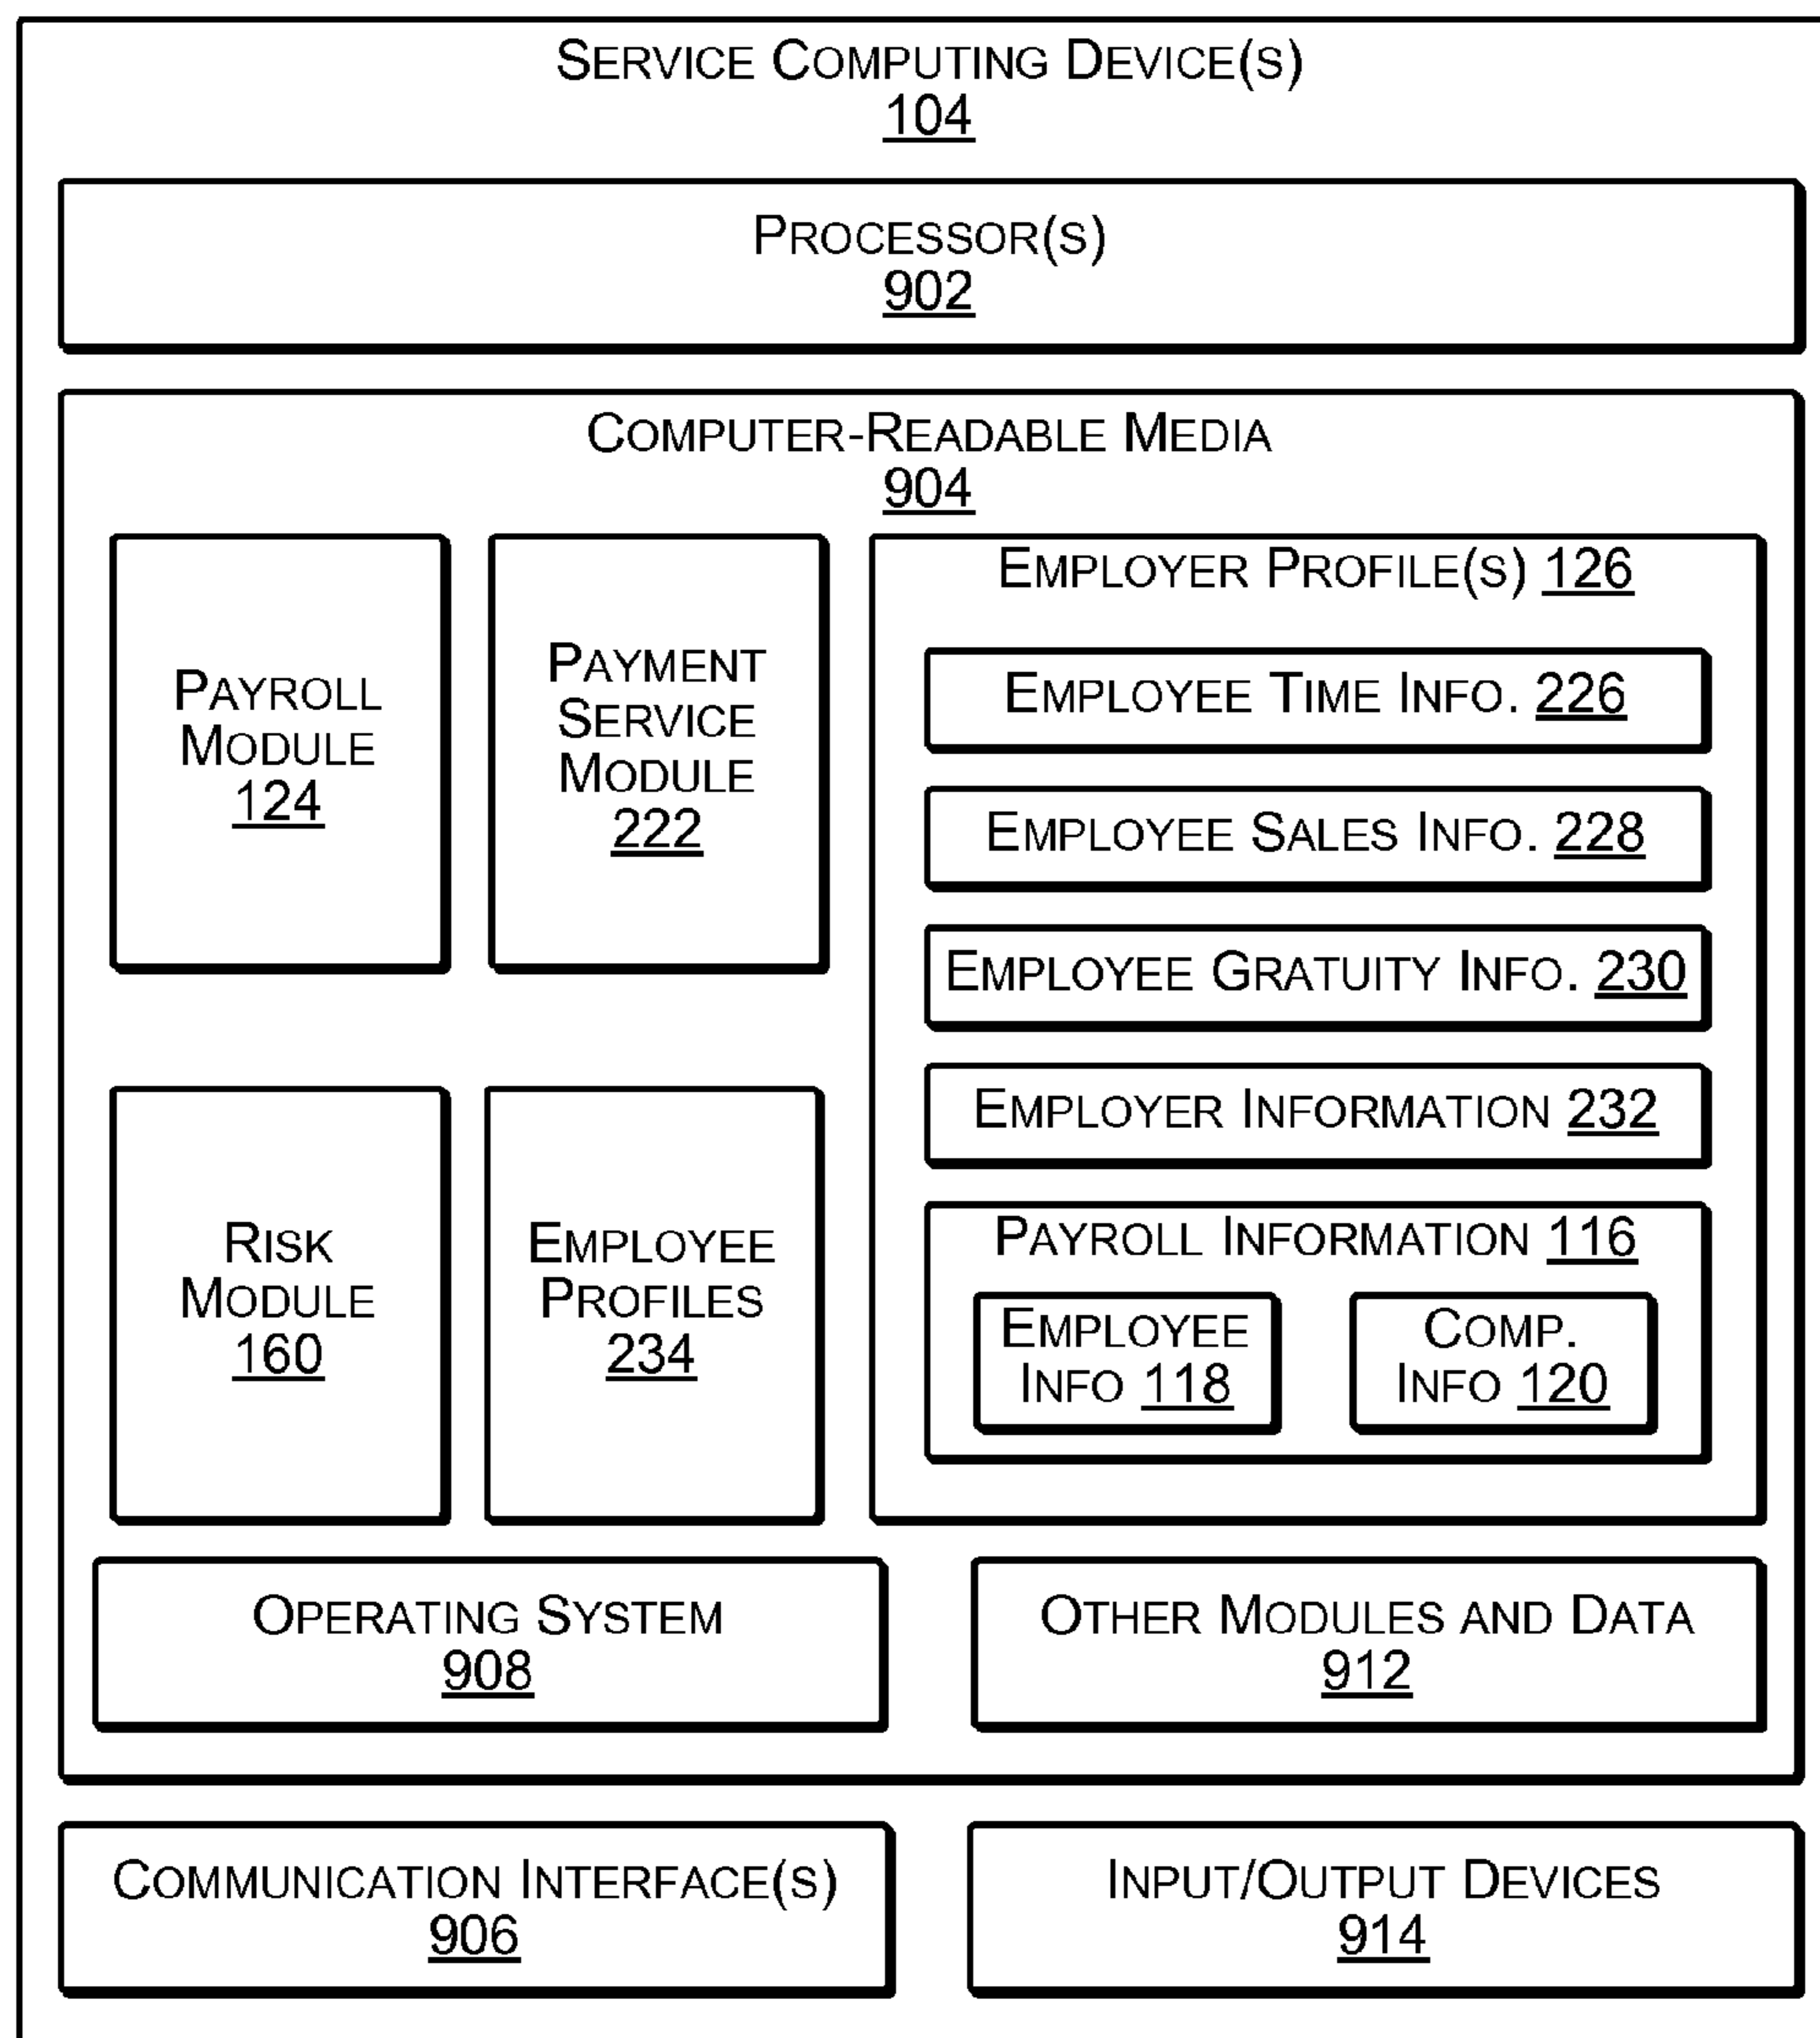 SERVICE COMPUTING DEVICE(S)
104
PROCESSOR(S)
902
COMPUTER-READABLE MEDIA
904
PAYROLL
MODULE
124
PAYMENT
SERVICE
MODULE
222
EMPLOYER PROFILE(S) 126
EMPLOYEE TIME INFO. 226
EMPLOYEE SALES INFO. 228
EMPLOYEE GRATUITY INFO. 230
EMPLOYER INFORMATION 232
PAYROLL INFORMATION 116
EMPLOYEE
INFO 118
COMP.
INFO 120
RISK
MODULE
160
EMPLOYEE
PROFILES
234
OPERATING SYSTEM
908
OTHER MODULES AND DATA
912
COMMUNICATION INTERFACE(S)
906
INPUT/OUTPUT DEVICES
914